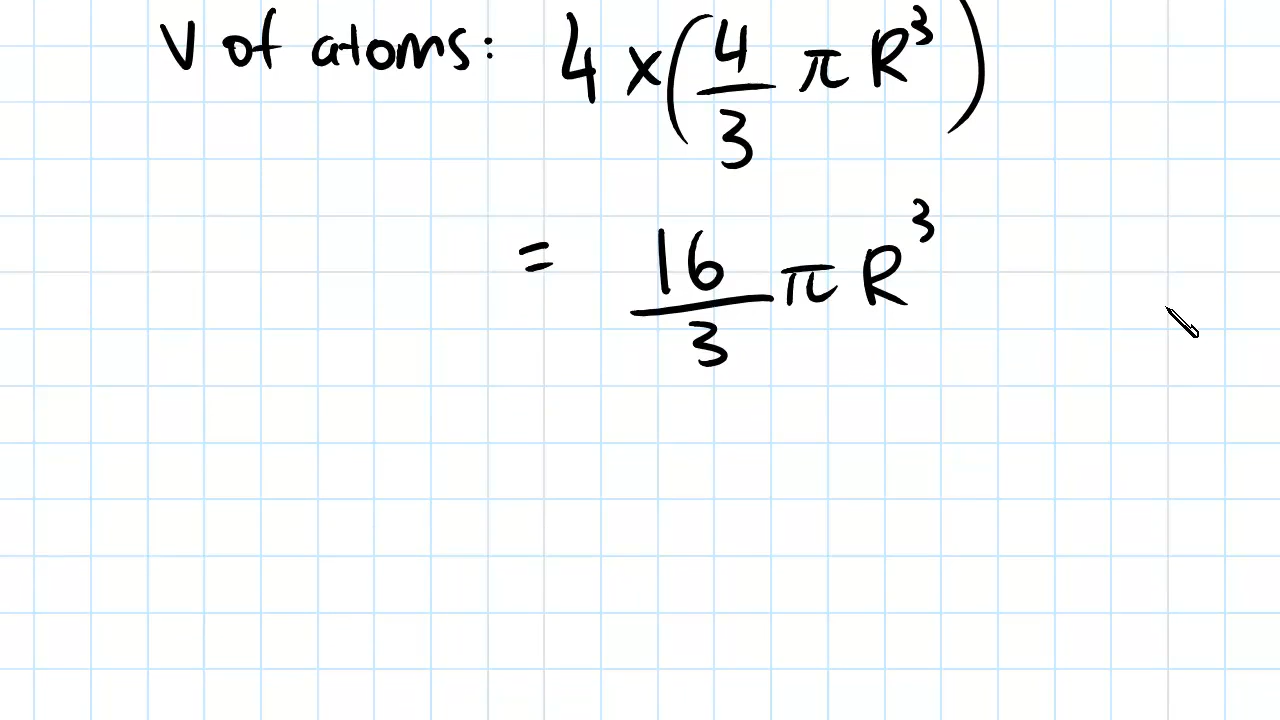 V of atoms: 4 x (4/3 π R³)
= 16/3 π R³